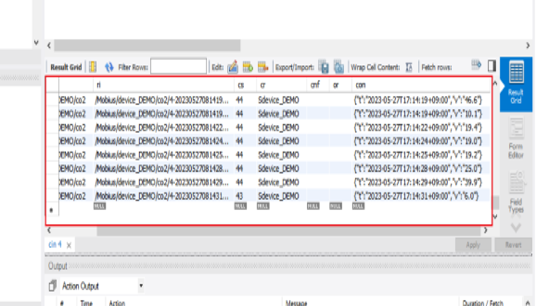 Result Grid Filter Rows: Edit: Export/Import: Wrap Cell Content: Fetch rows:
ri cs cr cnf or con
DEMO/co2 /Mobius/device_DEMO/co2/4-20230527081419... 44 Sdevice_DEMO {"t":"2023-05-27T17:14:19+09:00","v":"46.6"}
DEMO/co2 /Mobius/device_DEMO/co2/4-20230527081419... 44 Sdevice_DEMO {"t":"2023-05-27T17:14:19+09:00","v":"10.1"}
DEMO/co2 /Mobius/device_DEMO/co2/4-20230527081422... 44 Sdevice_DEMO {"t":"2023-05-27T17:14:22+09:00","v":"19.4"}
DEMO/co2 /Mobius/device_DEMO/co2/4-20230527081424... 44 Sdevice_DEMO {"t":"2023-05-27T17:14:24+09:00","v":"19.0"}
DEMO/co2 /Mobius/device_DEMO/co2/4-20230527081425... 44 Sdevice_DEMO {"t":"2023-05-27T17:14:25+09:00","v":"19.2"}
DEMO/co2 /Mobius/device_DEMO/co2/4-20230527081428... 44 Sdevice_DEMO {"t":"2023-05-27T17:14:28+09:00","v":"25.0"}
DEMO/co2 /Mobius/device_DEMO/co2/4-20230527081429... 44 Sdevice_DEMO {"t":"2023-05-27T17:14:29+09:00","v":"39.9"}
DEMO/co2 /Mobius/device_DEMO/co2/4-20230527081431... 43 Sdevice_DEMO {"t":"2023-05-27T17:14:31+09:00","v":"6.0"}
NULL NULL NULL NULL NULL NULL
Result
Grid
Form
Editor
Field
Types
cin 4 x Apply Revert
Output
Action Output
# Time Action Message Duration / Fetch